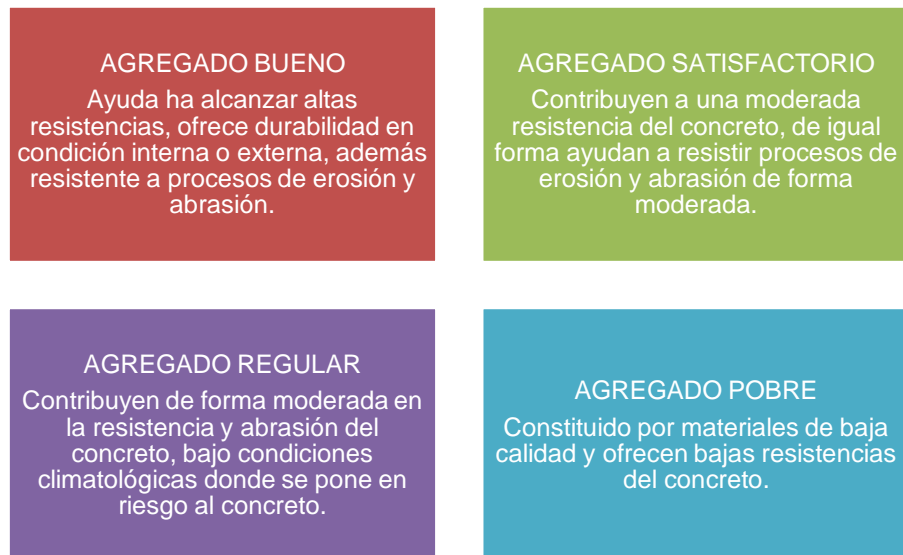 AGREGADO BUENO
Ayuda ha alcanzar altas
resistencias, ofrece durabilidad en
condición interna o externa, además
resistente a procesos de erosión y
abrasión.
AGREGADO SATISFACTORIO
Contribuyen a una moderada
resistencia del concreto, de igual
forma ayudan a resistir procesos de
erosión y abrasión de forma
moderada.
AGREGADO REGULAR
Contribuyen de forma moderada en
la resistencia y abrasión del
concreto, bajo condiciones
climatológicas donde se pone en
riesgo al concreto.
AGREGADO POBRE
Constituido por materiales de baja
calidad y ofrecen bajas resistencias
del concreto.